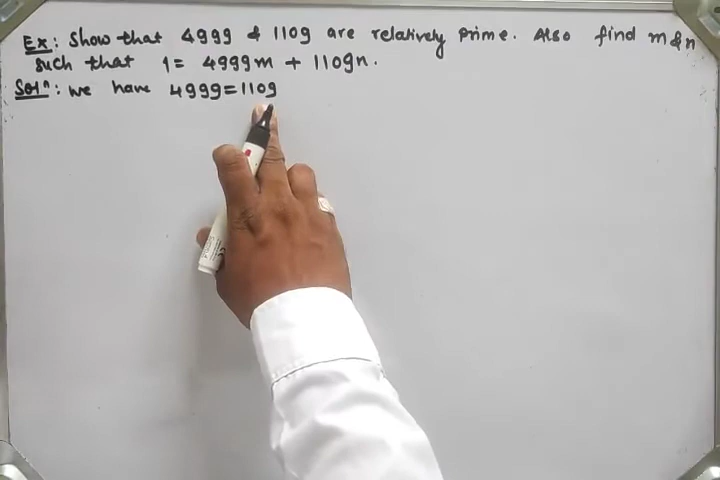 Ex: Show that 4999 & 1109 are relatively prime. Also find m & n
such that 1 = 4999m + 1109n.
Solⁿ: we have 4999 = 1109